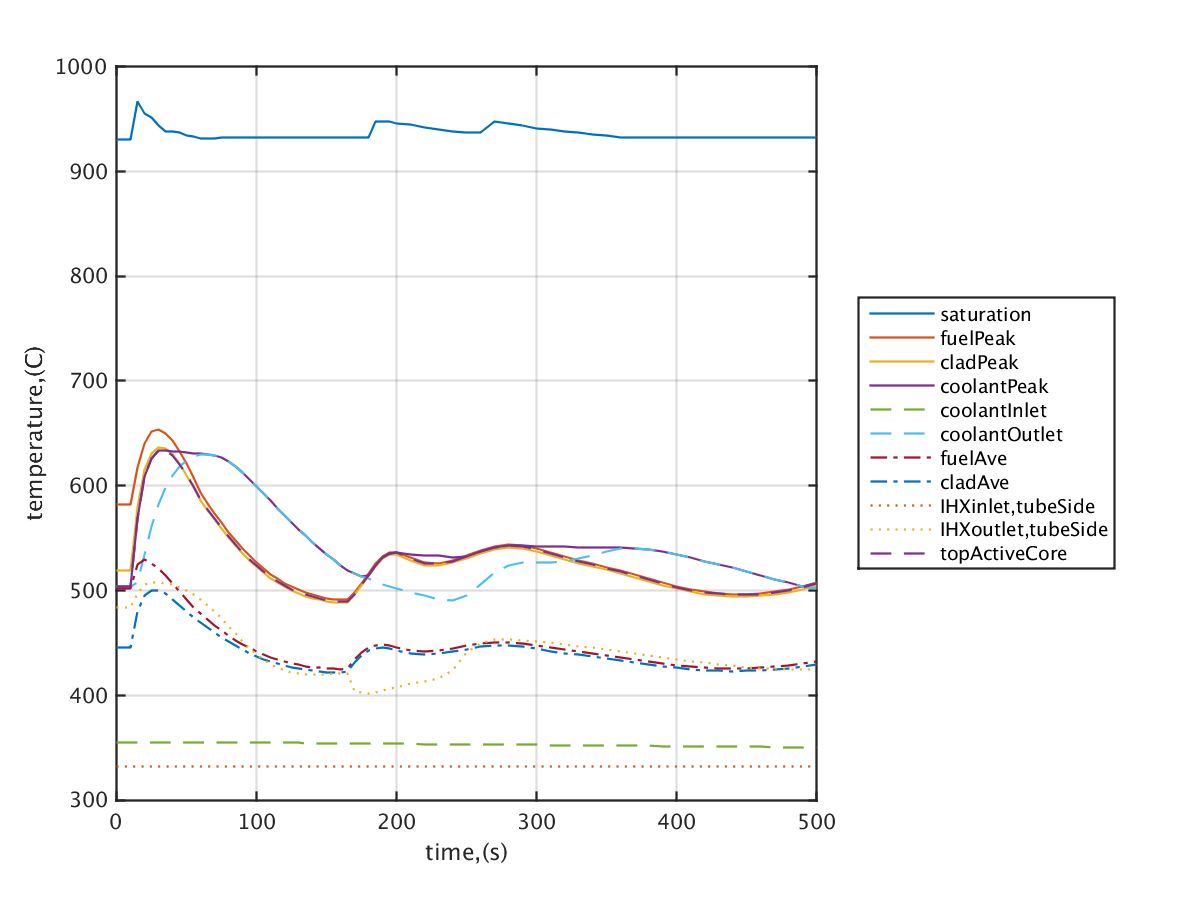 1000
900
800
700
600
500
400
300
0 100 200 300 400 500
temperature,(C)
time,(s)
saturation
fuelPeak
cladPeak
coolantPeak
coolantInlet
coolantOutlet
fuelAve
cladAve
IHXinlet,tubeSide
IHXoutlet,tubeSide
topActiveCore